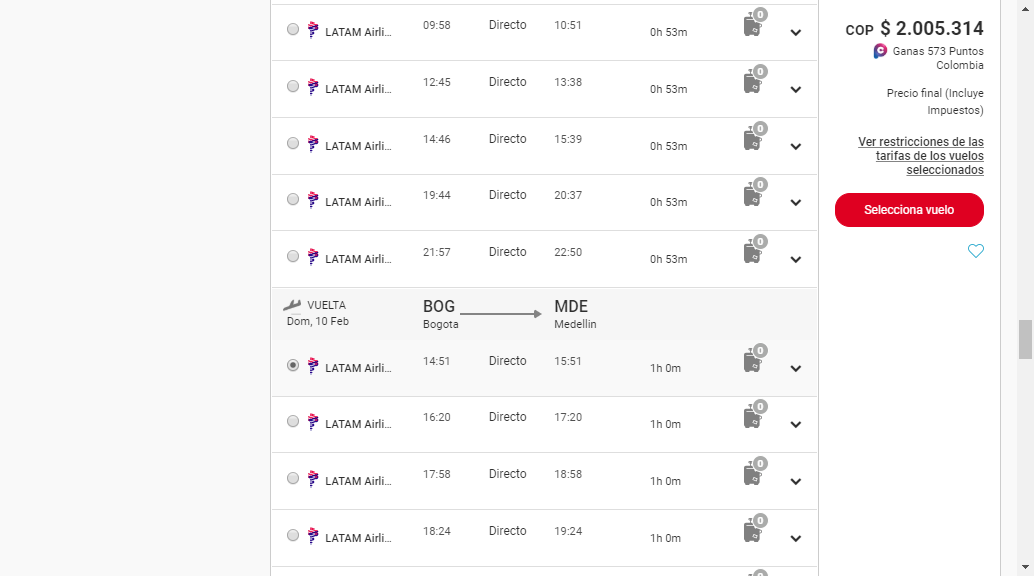 LATAM Airli... 09:58 Directo 10:51 0h 53m 0
LATAM Airli... 12:45 Directo 13:38 0h 53m 0
LATAM Airli... 14:46 Directo 15:39 0h 53m 0
LATAM Airli... 19:44 Directo 20:37 0h 53m 0
LATAM Airli... 21:57 Directo 22:50 0h 53m 0
VUELTA BOG MDE
Dom, 10 Feb Bogota Medellin
LATAM Airli... 14:51 Directo 15:51 1h 0m 0
LATAM Airli... 16:20 Directo 17:20 1h 0m 0
LATAM Airli... 17:58 Directo 18:58 1h 0m 0
LATAM Airli... 18:24 Directo 19:24 1h 0m 0
COP $ 2.005.314
Ganas 573 Puntos
Colombia
Precio final (Incluye
Impuestos)
Ver restricciones de las
tarifas de los vuelos
seleccionados
Selecciona vuelo